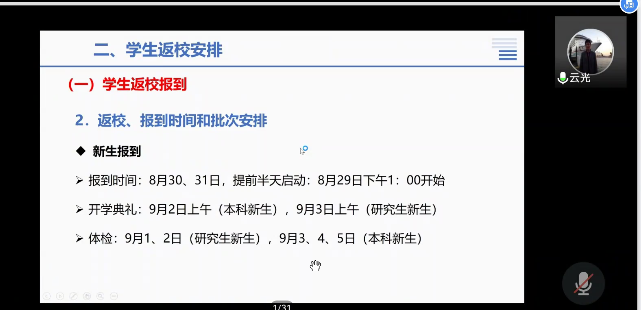 二、学生返校安排
（一）学生返校报到
2．返校、报到时间和批次安排
◆ 新生报到
➢ 报到时间：8月30、31日，提前半天启动：8月29日下午1：00开始
➢ 开学典礼：9月2日上午（本科新生），9月3日上午（研究生新生）
➢ 体检：9月1、2日（研究生新生），9月3、4、5日（本科新生）
云光
1/31